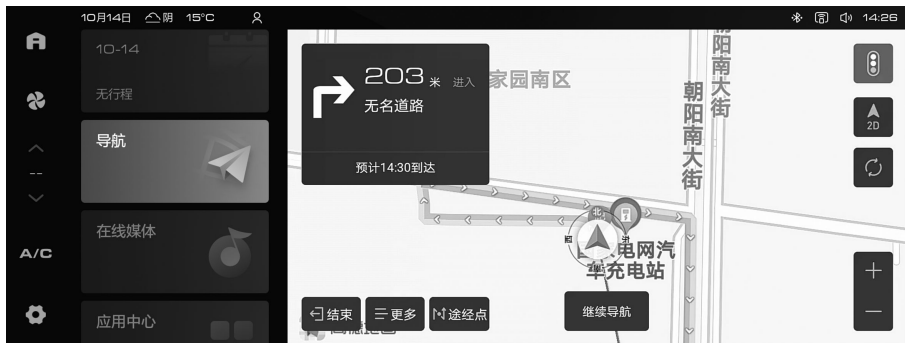 10月14日 阴 15°C 14:26
10-14
无行程
导航
在线媒体
应用中心
--
A/C
203 米 进入
无名道路
预计14:30到达
家园南区
朝阳南大街
阳南大街
2D
北
西
东
电网汽
车充电站
结束 更多 途经点 继续导航